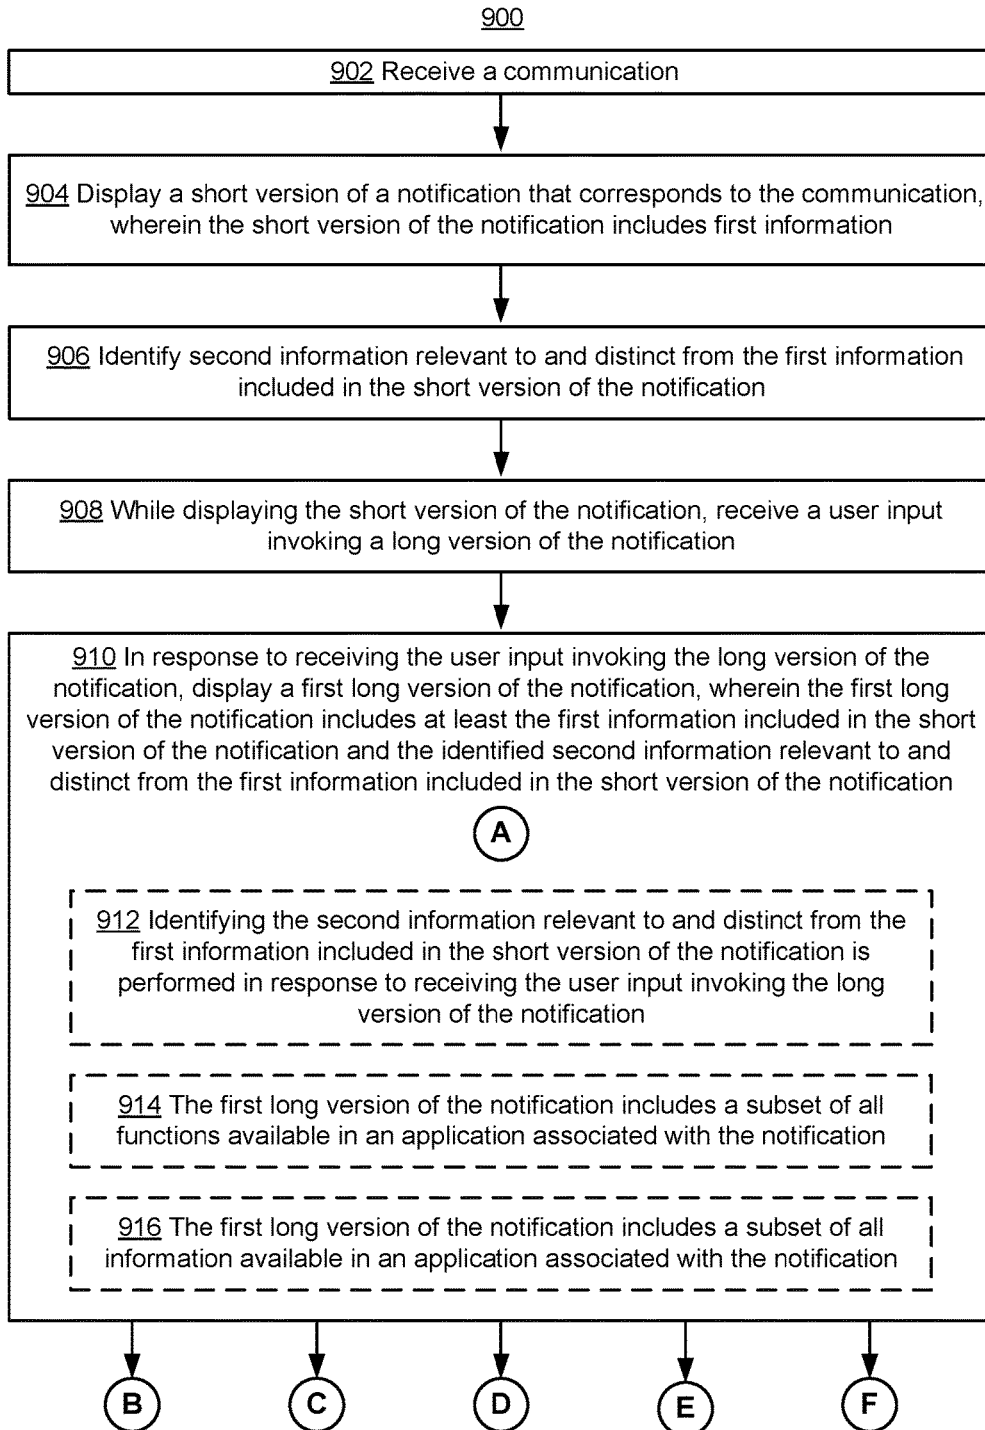 900
902 Receive a communication
904 Display a short version of a notification that corresponds to the communication,
wherein the short version of the notification includes first information
906 Identify second information relevant to and distinct from the first information
included in the short version of the notification
908 While displaying the short version of the notification, receive a user input
invoking a long version of the notification
910 In response to receiving the user input invoking the long version of the
notification, display a first long version of the notification, wherein the first long
version of the notification includes at least the first information included in the short
version of the notification and the identified second information relevant to and
distinct from the first information included in the short version of the notification
A
912 Identifying the second information relevant to and distinct from the
first information included in the short version of the notification is
performed in response to receiving the user input invoking the long
version of the notification
914 The first long version of the notification includes a subset of all
functions available in an application associated with the notification
916 The first long version of the notification includes a subset of all
information available in an application associated with the notification
B C D E F